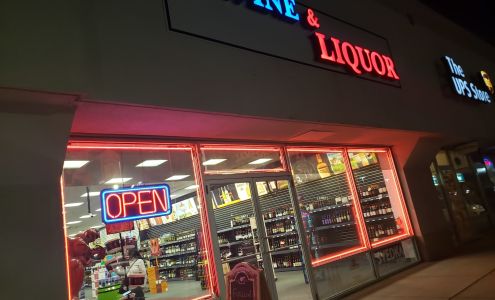 INE &
LIQUOR
The
UPS Store
OPEN